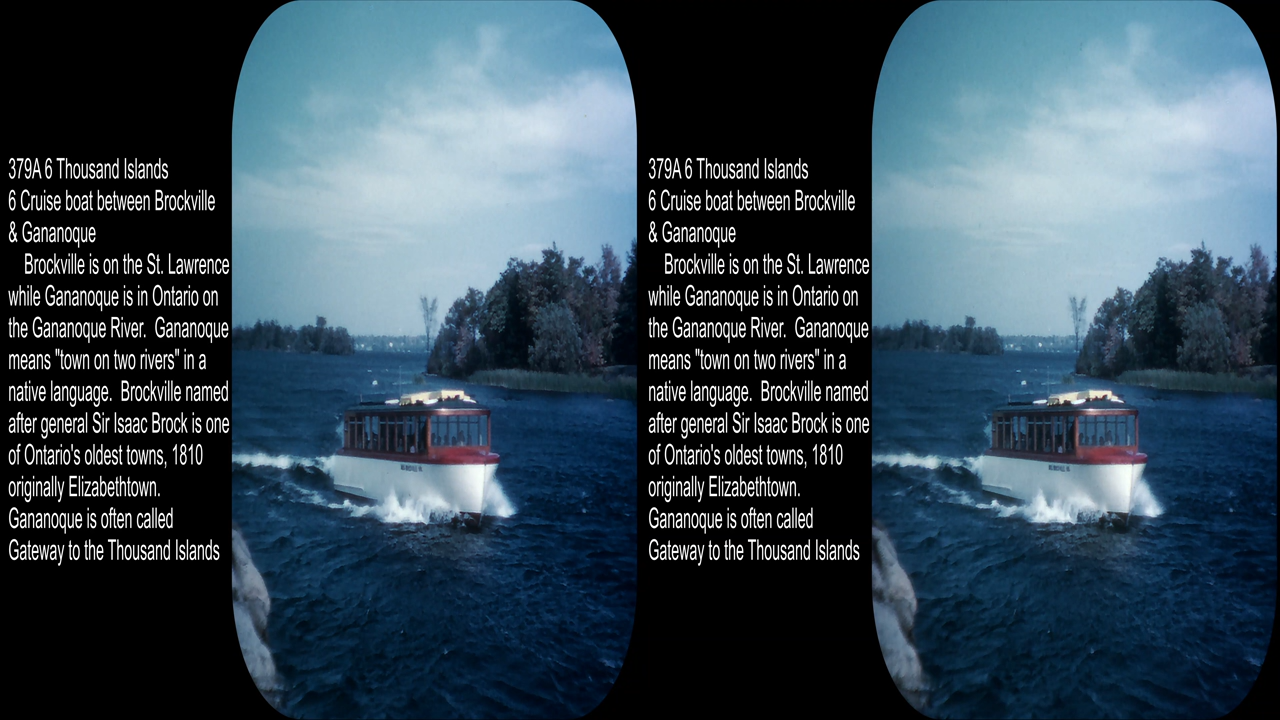 379A 6 Thousand Islands
6 Cruise boat between Brockville
& Gananoque
Brockville is on the St. Lawrence
while Gananoque is in Ontario on
the Gananoque River. Gananoque
means "town on two rivers" in a
native language. Brockville named
after general Sir Isaac Brock is one
of Ontario's oldest towns, 1810
originally Elizabethtown.
Gananoque is often called
Gateway to the Thousand Islands
379A 6 Thousand Islands
6 Cruise boat between Brockville
& Gananoque
Brockville is on the St. Lawrence
while Gananoque is in Ontario on
the Gananoque River. Gananoque
means "town on two rivers" in a
native language. Brockville named
after general Sir Isaac Brock is one
of Ontario's oldest towns, 1810
originally Elizabethtown.
Gananoque is often called
Gateway to the Thousand Islands